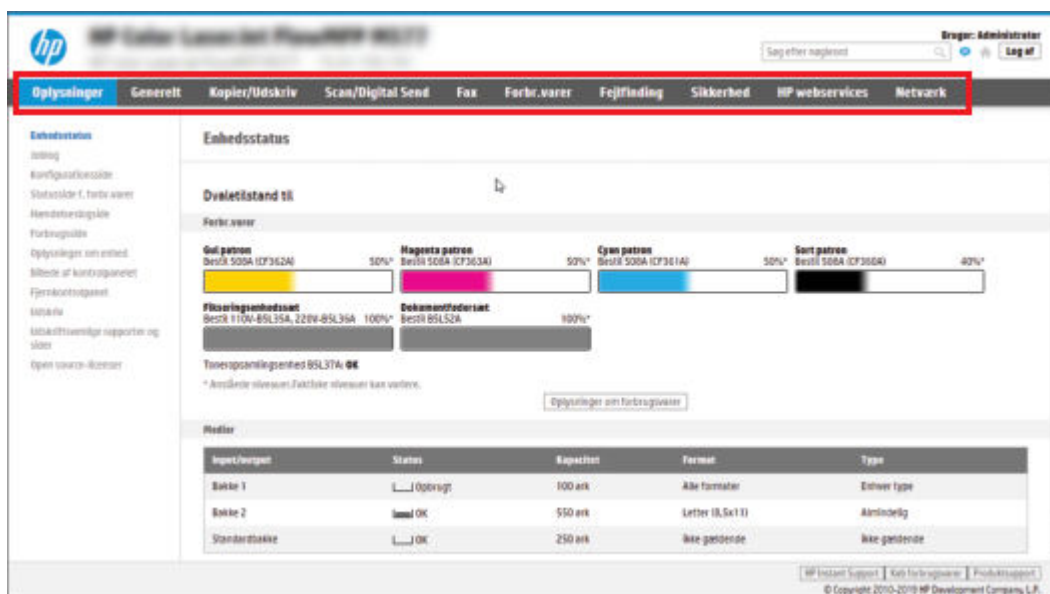 hp
HP Color LaserJet FlowMFP M577
Bruger: Administrator
Søg efter nøgleord
Log af
Oplysninger Generelt Kopier/Udskriv Scan/Digital Send Fax Forbr.varer Fejlfinding Sikkerhed HP webservices Netværk
Enhedsstatus
Joblog
Konfigurationsside
Statusside f. forbr.varer
Hændelseslogside
Forbrugsside
Oplysninger om enhed
Billede af kontrolpanelet
Fjernkontrolpanel
Udskriv
Udskriftsvenlige rapporter og sider
Open source-licenser
Enhedsstatus
Dvaletilstand til
Forbr.varer
Gul patron
Bestil 508A (CF362A) 50%*
Magenta patron
Bestil 508A (CF363A) 50%*
Cyan patron
Bestil 508A (CF361A) 50%*
Sort patron
Bestil 508A (CF360A) 40%*
Fikseringsenhedssæt
Bestil 110V-B5L35A, 220V-B5L36A 100%*
Dokumentfødersæt
Bestil B5L52A 100%*
Toneropsamlingsenhed B5L37A: OK
* Anslåede niveauer. Faktiske niveauer kan variere.
Oplysninger om forbrugsvarer
Medier
Input/output Status Kapacitet Format Type
Bakke 1 Opbrugt 100 ark Alle formater Enhver type
Bakke 2 OK 550 ark Letter (8,5x11) Almindelig
Standardbakke OK 250 ark Ikke gældende Ikke gældende
HP Instant Support Køb forbrugsvarer Produktsupport
© Copyright 2010-2019 HP Development Company, L.P.